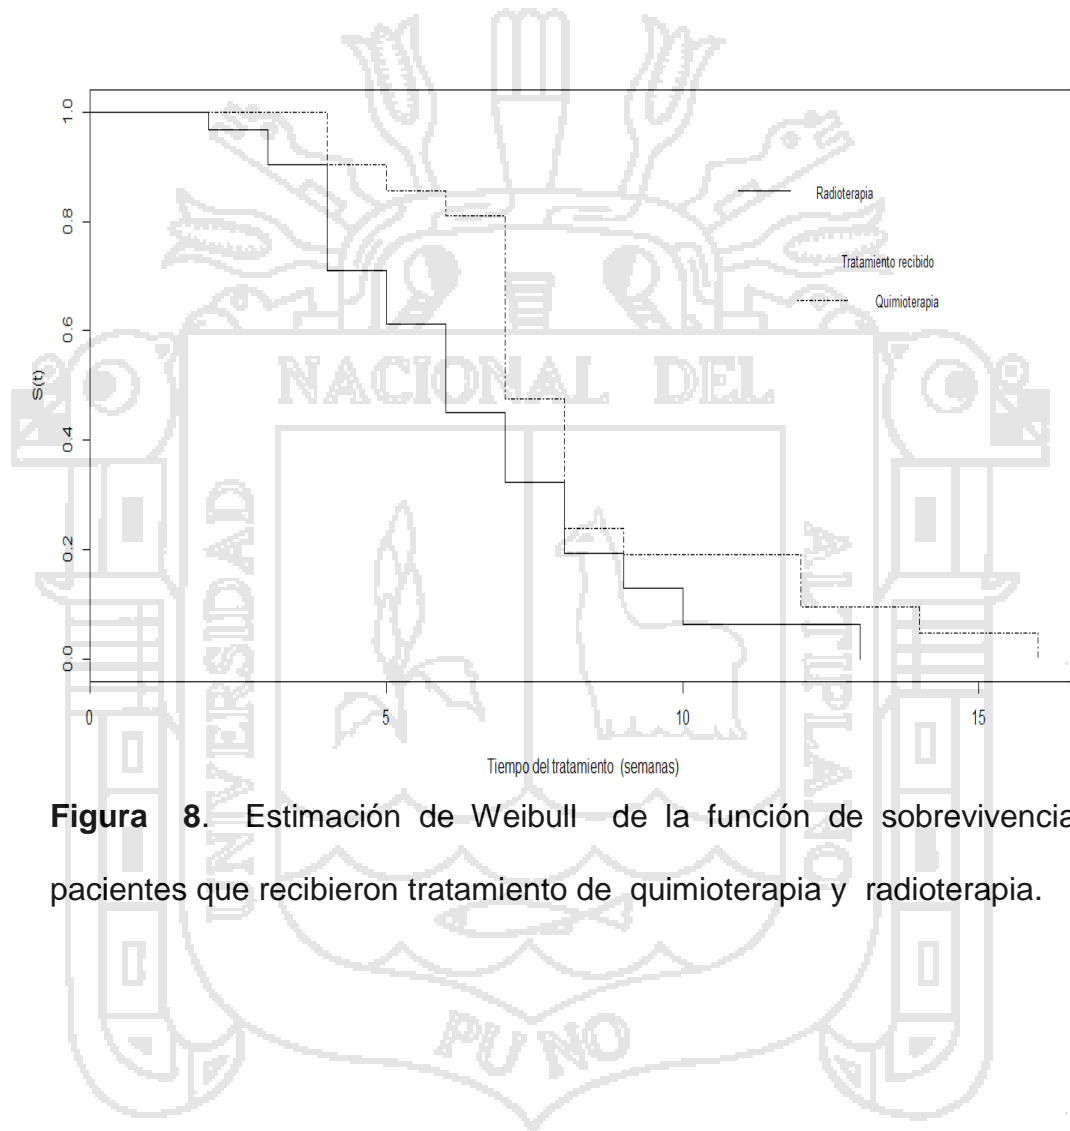 1.0
0.8
0.6
0.4
0.2
0.0
S(t)
Radioterapia
Tratamiento recibido
Quimioterapia
0 5 10 15
Tiempo del tratamiento (semanas)
NACIONAL DEL
UNIVERSIDAD
ALTIPLANO
PUNO
Figura 8. Estimación de Weibull de la función de sobrevivencia
pacientes que recibieron tratamiento de quimioterapia y radioterapia.